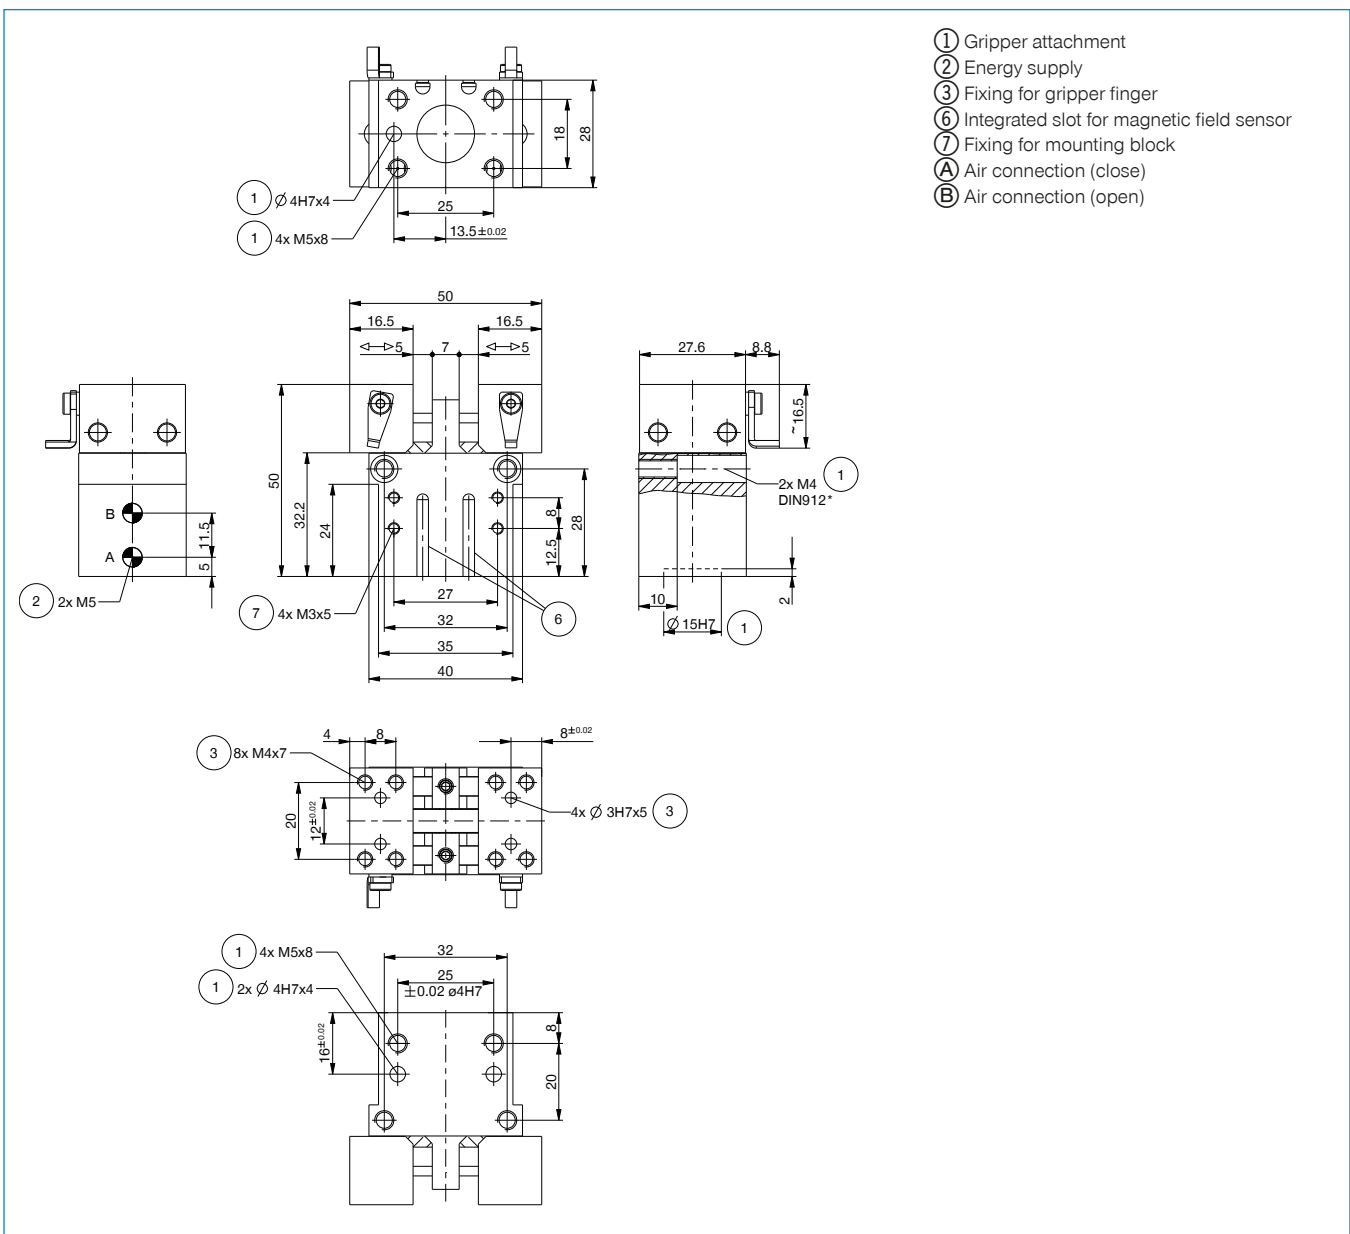 ① Gripper attachment
② Energy supply
③ Fixing for gripper finger
⑥ Integrated slot for magnetic field sensor
⑦ Fixing for mounting block
Ⓐ Air connection (close)
Ⓑ Air connection (open)
18
28
1 Ø 4H7x4
25
1 4x M5x8
13.5±0.02
50
16.5
16.5
5
7
5
27.6
8.8
~16.5
50
32.2
24
8
12.5
28
2x M4 1
DIN912*
B
A
11.5
5
2 2x M5
7 4x M3x5
27
6
32
35
40
10
2
Ø 15H7 1
4
8
8±0.02
3 8x M4x7
20
12±0.02
4x Ø 3H7x5 3
1 4x M5x8
32
25
1 2x Ø 4H7x4
±0.02 ø4H7
16±0.02
8
20